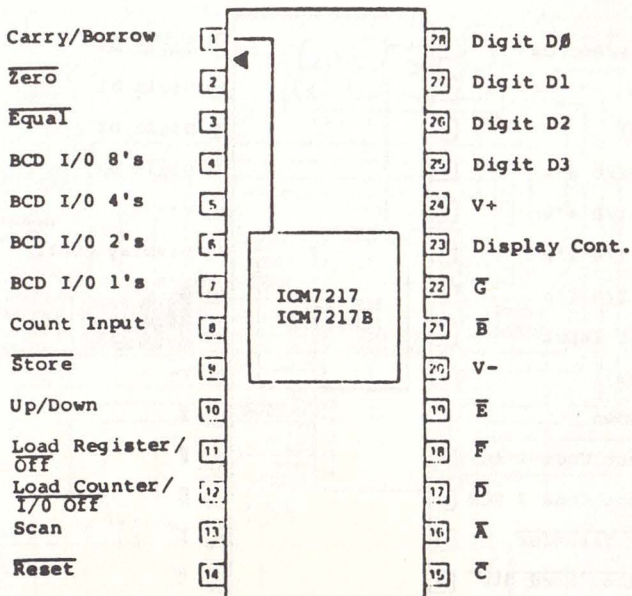 Carry/Borrow 1 28 Digit D0
Zero 2 27 Digit D1
Equal 3 26 Digit D2
BCD I/O 8's 4 25 Digit D3
BCD I/O 4's 5 24 V+
BCD I/O 2's 6 23 Display Cont.
BCD I/O 1's 7 22 G
ICM7217
ICM7217B
Count Input 8 21 B
Store 9 20 V-
Up/Down 10 19 E
Load Register/
Off 11 18 F
Load Counter/
I/O Off 12 17 D
Scan 13 16 A
Reset 14 15 C